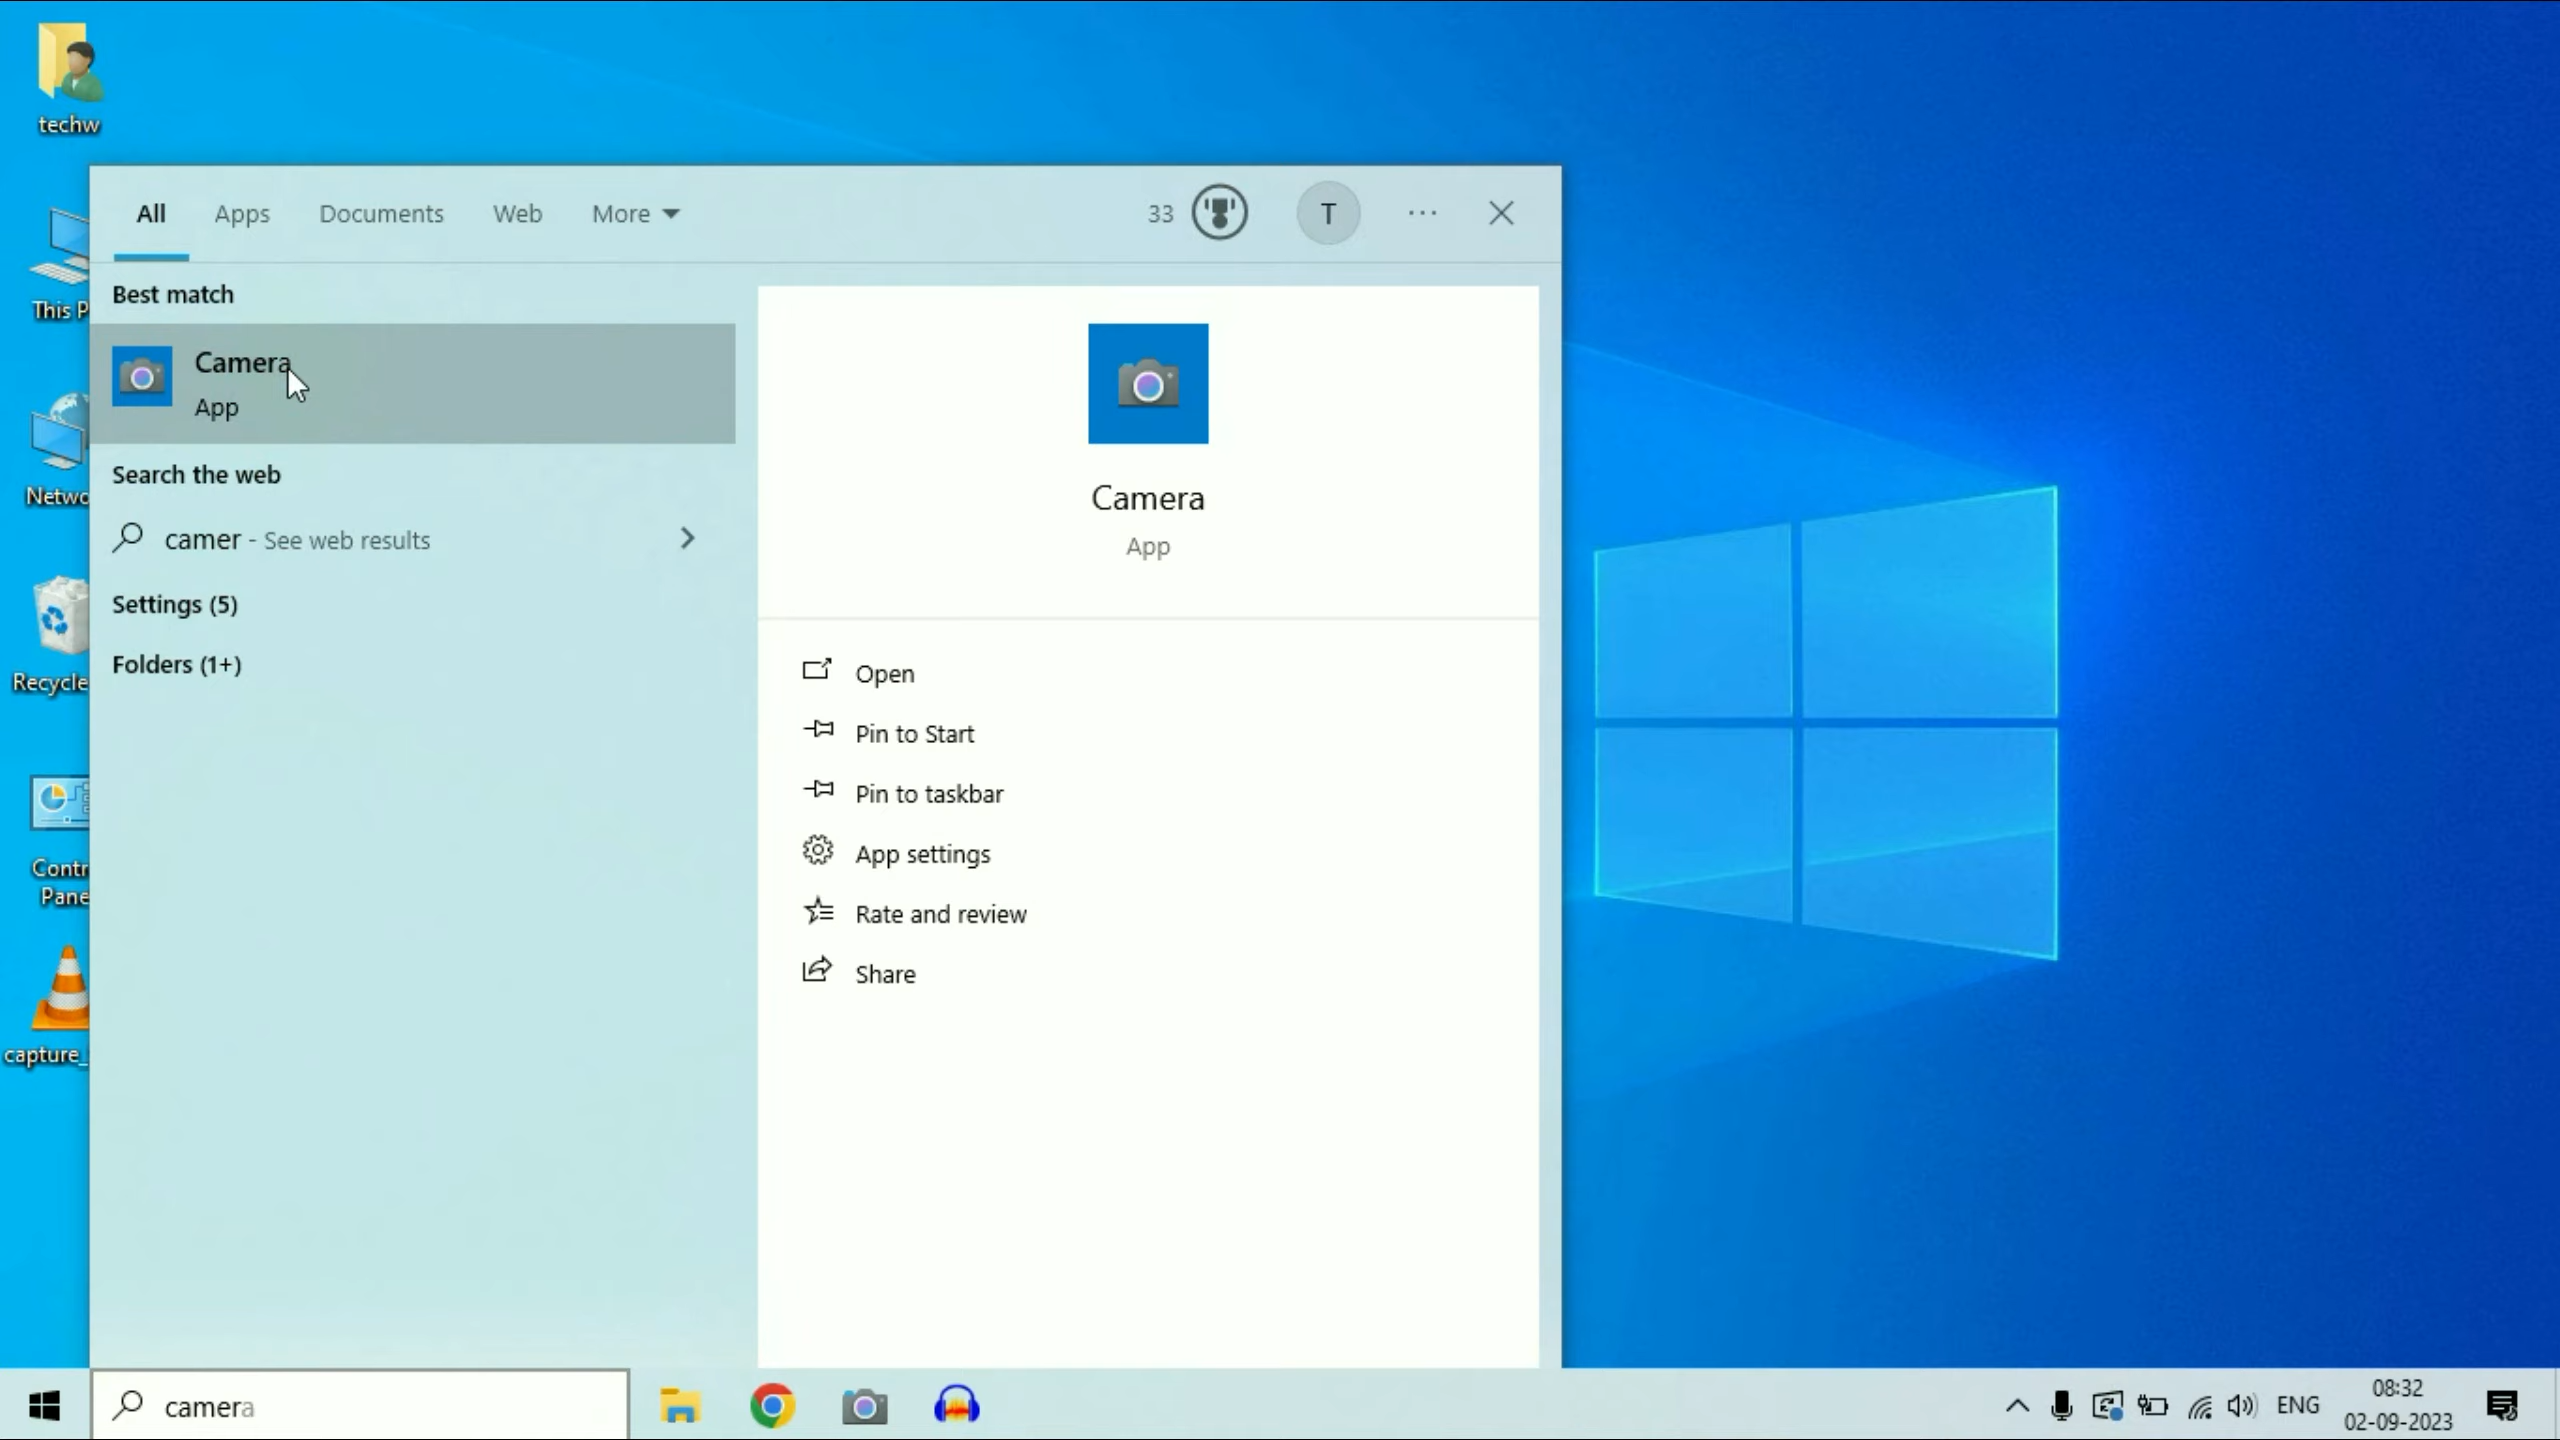 techw
This P
Netwo
Recycle
Contr
Pane
capture_
All Apps Documents Web More 33 T ...
Best match
Camera
App
Search the web
camer - See web results
Settings (5)
Folders (1+)
Camera
App
Open
Pin to Start
Pin to taskbar
App settings
Rate and review
Share
camera
ENG
08:32
02-09-2023